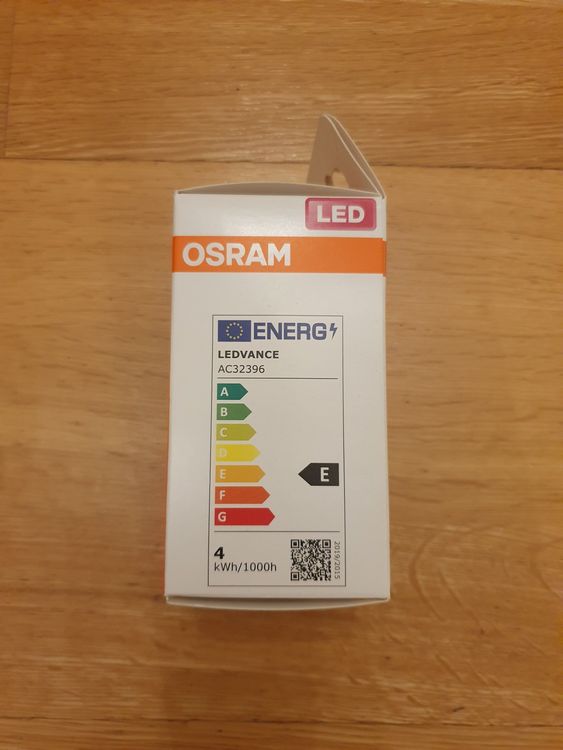 LED
OSRAM
ENERG
LEDVANCE
AC32396
A
B
C
D
E
E
F
G
4
kWh/1000h
2019/2015